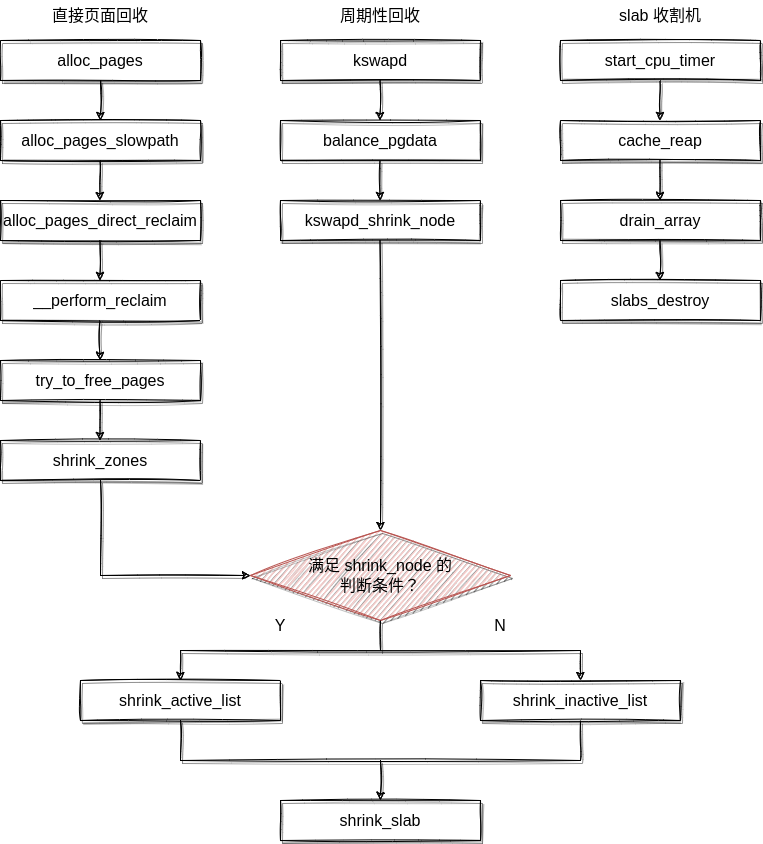 直接页面回收
周期性回收
slab 收割机
alloc_pages
kswapd
start_cpu_timer
alloc_pages_slowpath
balance_pgdata
cache_reap
alloc_pages_direct_reclaim
kswapd_shrink_node
drain_array
__perform_reclaim
slabs_destroy
try_to_free_pages
shrink_zones
满足 shrink_node 的
判断条件？
Y
N
shrink_active_list
shrink_inactive_list
shrink_slab